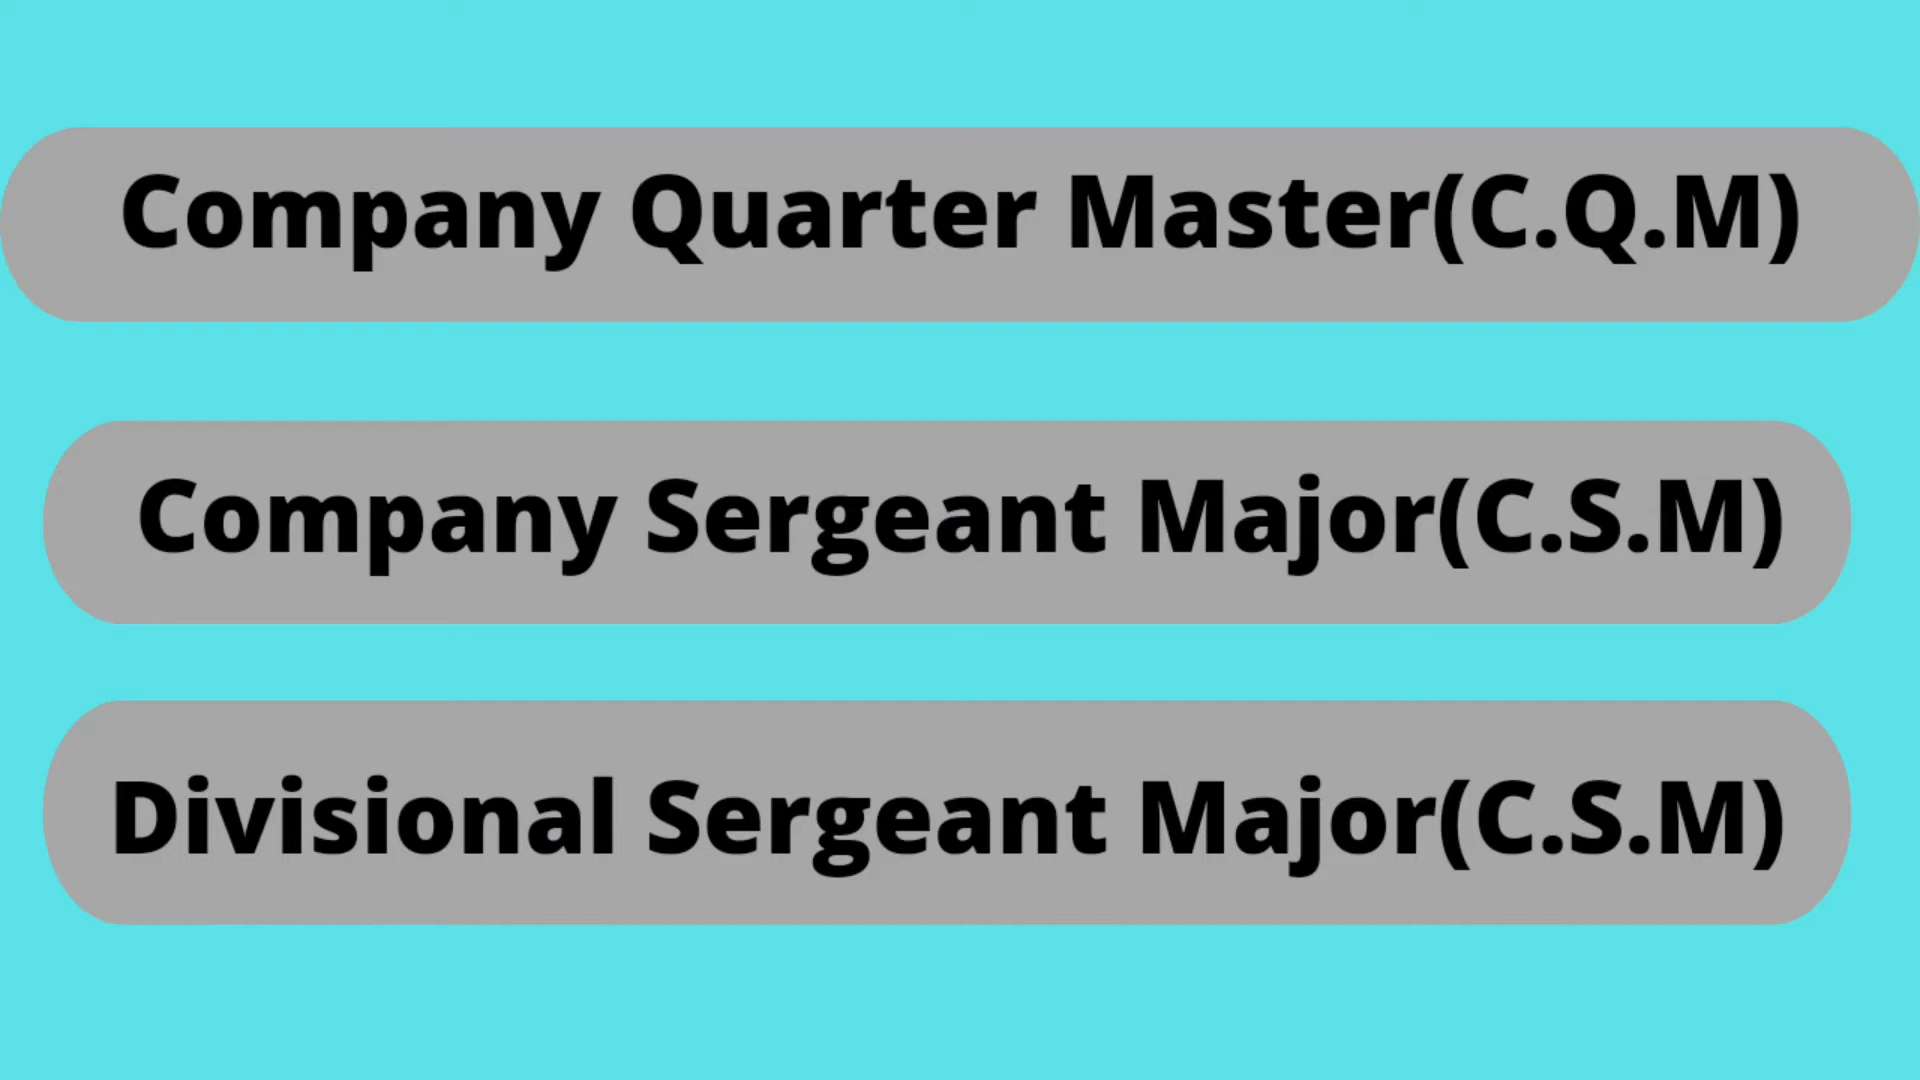 Company Quarter Master(C.Q.M)
Company Sergeant Major(C.S.M)
Divisional Sergeant Major(C.S.M)